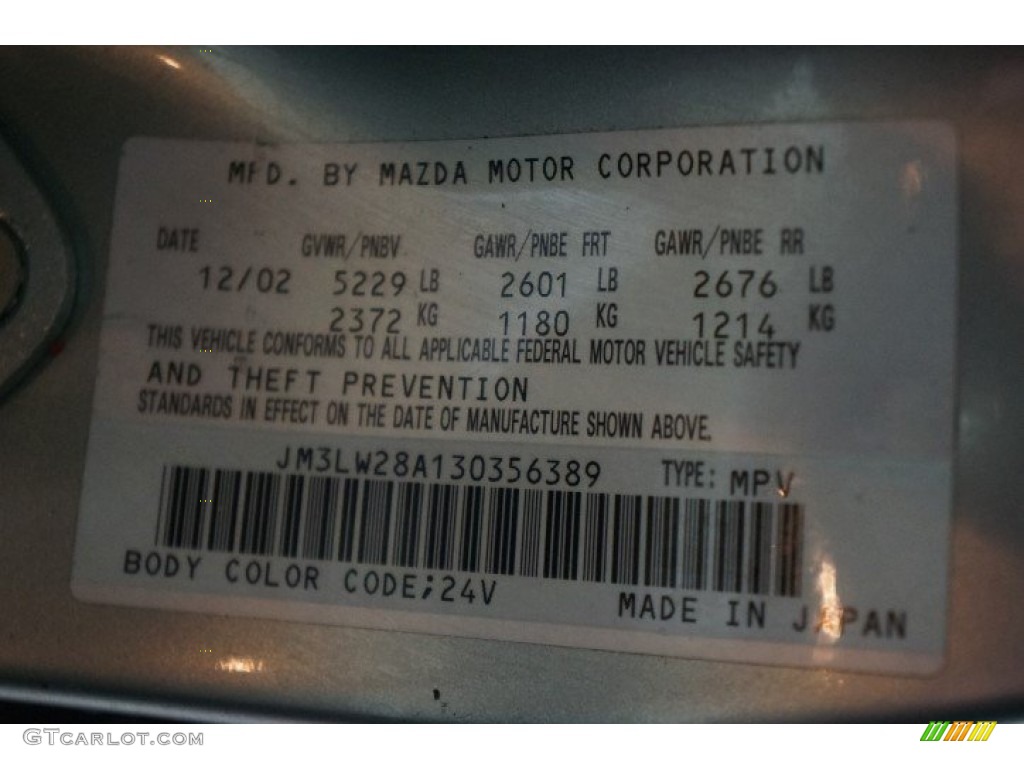 MFD. BY MAZDA MOTOR CORPORATION
DATE GVWR/PNBV GAWR/PNBE FRT GAWR/PNBE RR
12/02 5229 LB 2601 LB 2676 LB
2372 KG 1180 KG 1214 KG
THIS VEHICLE CONFORMS TO ALL APPLICABLE FEDERAL MOTOR VEHICLE SAFETY
AND THEFT PREVENTION
STANDARDS IN EFFECT ON THE DATE OF MANUFACTURE SHOWN ABOVE.
JM3LW28A130356389 TYPE: MPV
BODY COLOR CODE;24V
MADE IN JAPAN
GTCARLOT.COM